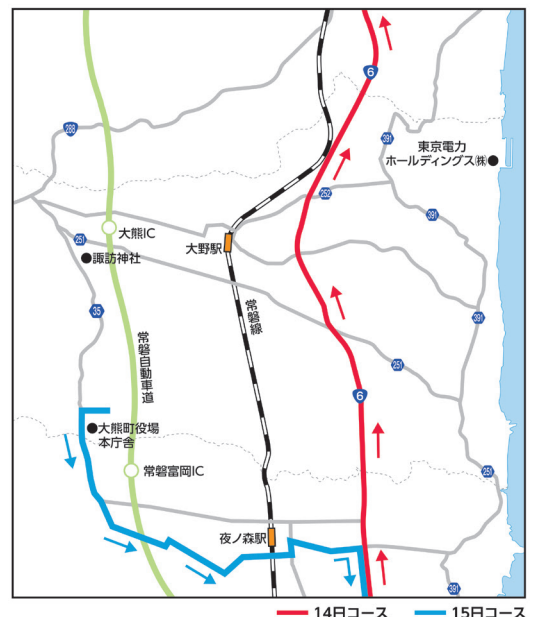 6
288
391
東京電力
ホールディングス㈱
252
391
大熊IC
大野駅
251
諏訪神社
35
常磐線
391
常磐自動車道
251
6
大熊町役場
本庁舎
常磐富岡IC
251
夜ノ森駅
391
14日コース
15日コース